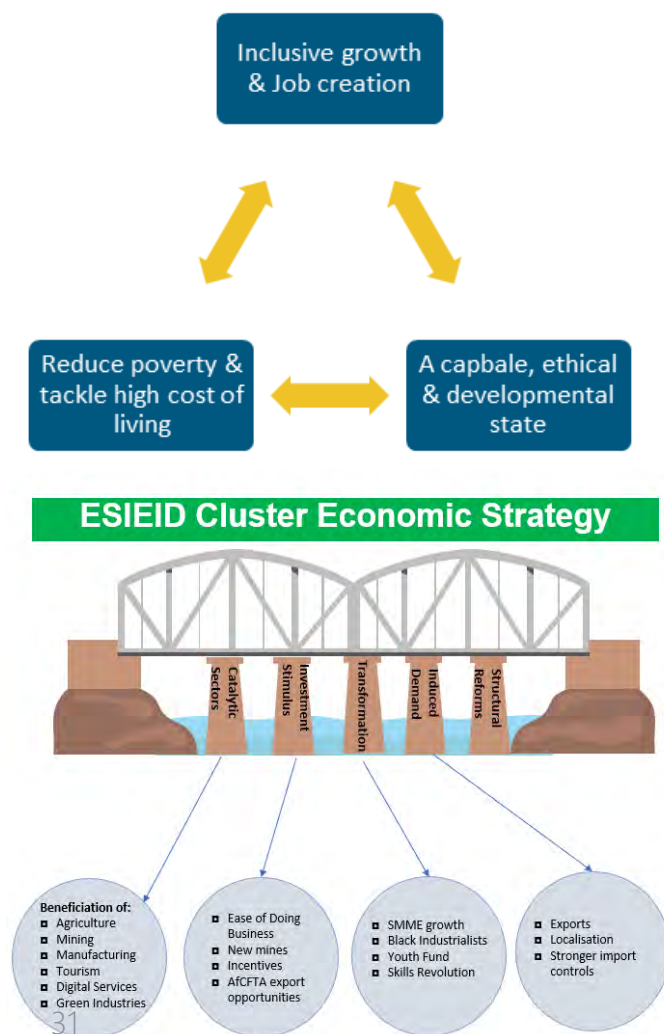 Inclusive growth
& Job creation
Reduce poverty &
tackle high cost of
living
A capbale, ethical
& developmental
state
ESIEID Cluster Economic Strategy
Catalytic
Sectors
Investment
Stimulus
Transformation
Induced
Demand
Structural
Reforms
Beneficiation of:
Agriculture
Mining
Manufacturing
Tourism
Digital Services
Green Industries
Ease of Doing
Business
New mines
Incentives
AfCFTA export
opportunities
SMME growth
Black Industrialists
Youth Fund
Skills Revolution
Exports
Localisation
Stronger import
controls
31